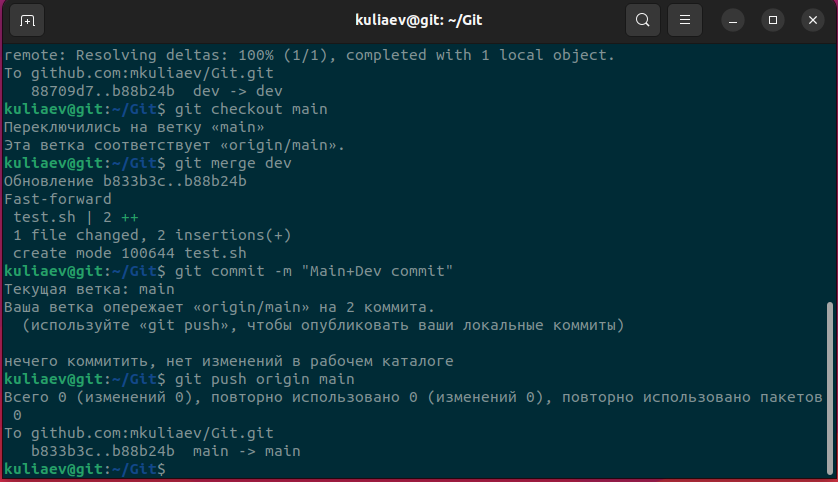 kuliaev@git: ~/Git
remote: Resolving deltas: 100% (1/1), completed with 1 local object.
To github.com:mkuliaev/Git.git
   88709d7..b88b24b  dev -> dev
kuliaev@git:~/Git$ git checkout main
Переключились на ветку «main»
Эта ветка соответствует «origin/main».
kuliaev@git:~/Git$ git merge dev
Обновление b833b3c..b88b24b
Fast-forward
 test.sh | 2 ++
 1 file changed, 2 insertions(+)
 create mode 100644 test.sh
kuliaev@git:~/Git$ git commit -m "Main+Dev commit"
Текущая ветка: main
Ваша ветка опережает «origin/main» на 2 коммита.
  (используйте «git push», чтобы опубликовать ваши локальные коммиты)

нечего коммитить, нет изменений в рабочем каталоге
kuliaev@git:~/Git$ git push origin main
Всего 0 (изменений 0), повторно использовано 0 (изменений 0), повторно использовано пакетов
 0
To github.com:mkuliaev/Git.git
   b833b3c..b88b24b  main -> main
kuliaev@git:~/Git$